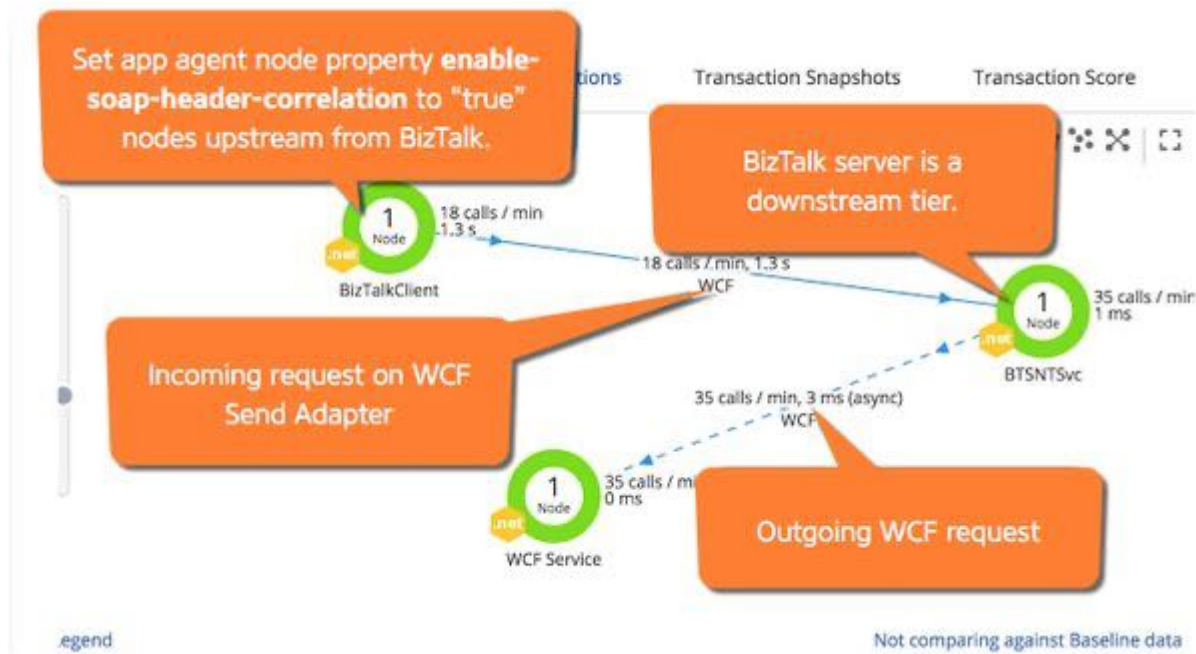 Set app agent node property enable-
soap-header-correlation to “true”
nodes upstream from BizTalk.
Transaction Snapshots
Transaction Score
BizTalk server is a
downstream tier.
1
Node
.net
BizTalkClient
18 calls / min
1.3 s
18 calls / min, 1.3 s
WCF
1
Node
.net
BTSNTSvc
35 calls / min
1 ms
Incoming request on WCF
Send Adapter
35 calls / min, 3 ms (async)
WCF
1
Node
.net
WCF Service
35 calls / mi
0 ms
Outgoing WCF request
egend
Not comparing against Baseline data